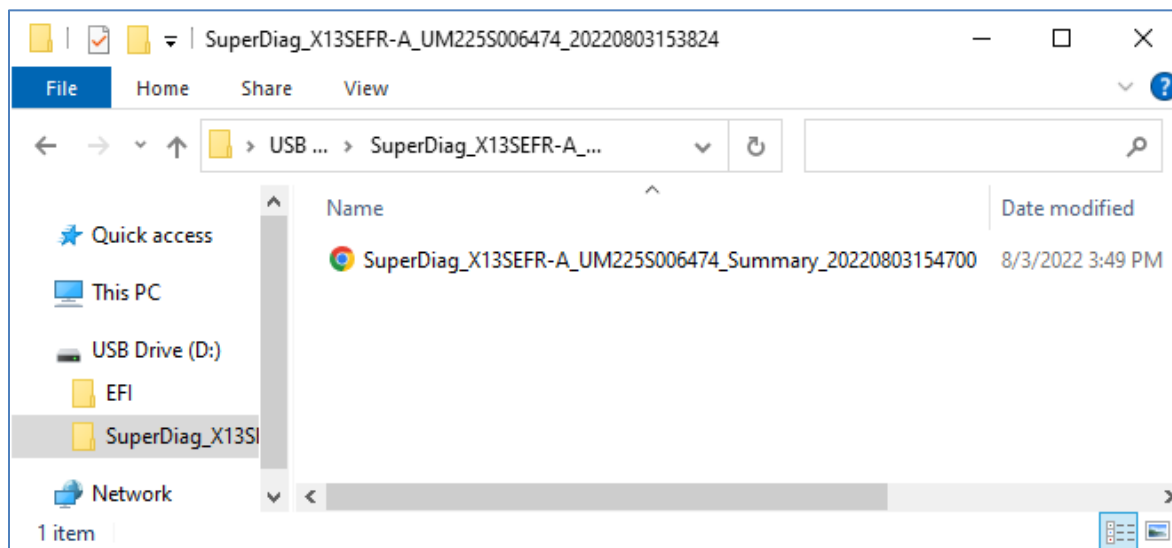 SuperDiag_X13SEFR-A_UM225S006474_20220803153824
File Home Share View ?
USB ... > SuperDiag_X13SEFR-A_...
Name Date modified
Quick access
SuperDiag_X13SEFR-A_UM225S006474_Summary_20220803154700 8/3/2022 3:49 PM
This PC
USB Drive (D:)
EFI
SuperDiag_X13SI
Network
1 item